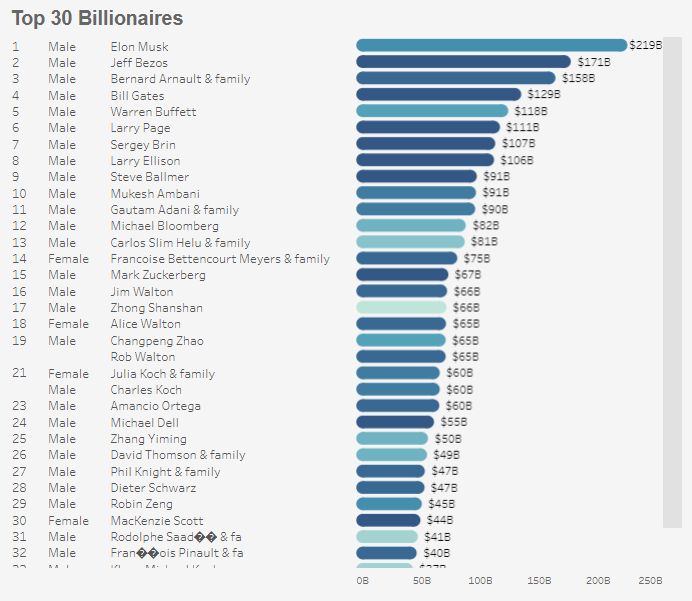 Top 30 Billionaires
1 Male Elon Musk $219B
2 Male Jeff Bezos $171B
3 Male Bernard Arnault & family $158B
4 Male Bill Gates $129B
5 Male Warren Buffett $118B
6 Male Larry Page $111B
7 Male Sergey Brin $107B
8 Male Larry Ellison $106B
9 Male Steve Ballmer $91B
10 Male Mukesh Ambani $91B
11 Male Gautam Adani & family $90B
12 Male Michael Bloomberg $82B
13 Male Carlos Slim Helu & family $81B
14 Female Francoise Bettencourt Meyers & family $75B
15 Male Mark Zuckerberg $67B
16 Male Jim Walton $66B
17 Male Zhong Shanshan $66B
18 Female Alice Walton $65B
19 Male Changpeng Zhao $65B
Rob Walton $65B
21 Female Julia Koch & family $60B
Male Charles Koch $60B
23 Male Amancio Ortega $60B
24 Male Michael Dell $55B
25 Male Zhang Yiming $50B
26 Male David Thomson & family $49B
27 Male Phil Knight & family $47B
28 Male Dieter Schwarz $47B
29 Male Robin Zeng $45B
30 Female MacKenzie Scott $44B
31 Male Rodolphe Saad�� & fa $41B
32 Male Fran��ois Pinault & fa $40B
0B 50B 100B 150B 200B 250B